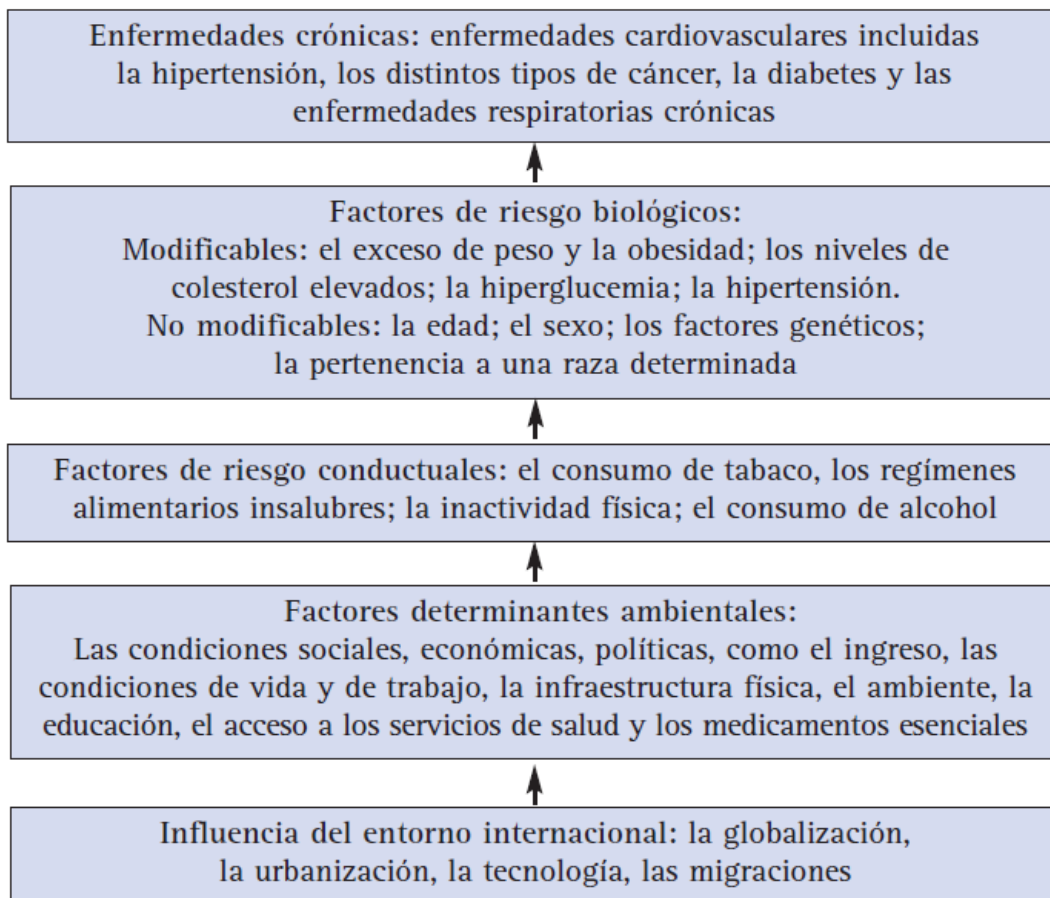 Enfermedades crónicas: enfermedades cardiovasculares incluidas
la hipertensión, los distintos tipos de cáncer, la diabetes y las
enfermedades respiratorias crónicas
Factores de riesgo biológicos:
Modificables: el exceso de peso y la obesidad; los niveles de
colesterol elevados; la hiperglucemia; la hipertensión.
No modificables: la edad; el sexo; los factores genéticos;
la pertenencia a una raza determinada
Factores de riesgo conductuales: el consumo de tabaco, los regímenes
alimentarios insalubres; la inactividad física; el consumo de alcohol
Factores determinantes ambientales:
Las condiciones sociales, económicas, políticas, como el ingreso, las
condiciones de vida y de trabajo, la infraestructura física, el ambiente, la
educación, el acceso a los servicios de salud y los medicamentos esenciales
Influencia del entorno internacional: la globalización,
la urbanización, la tecnología, las migraciones